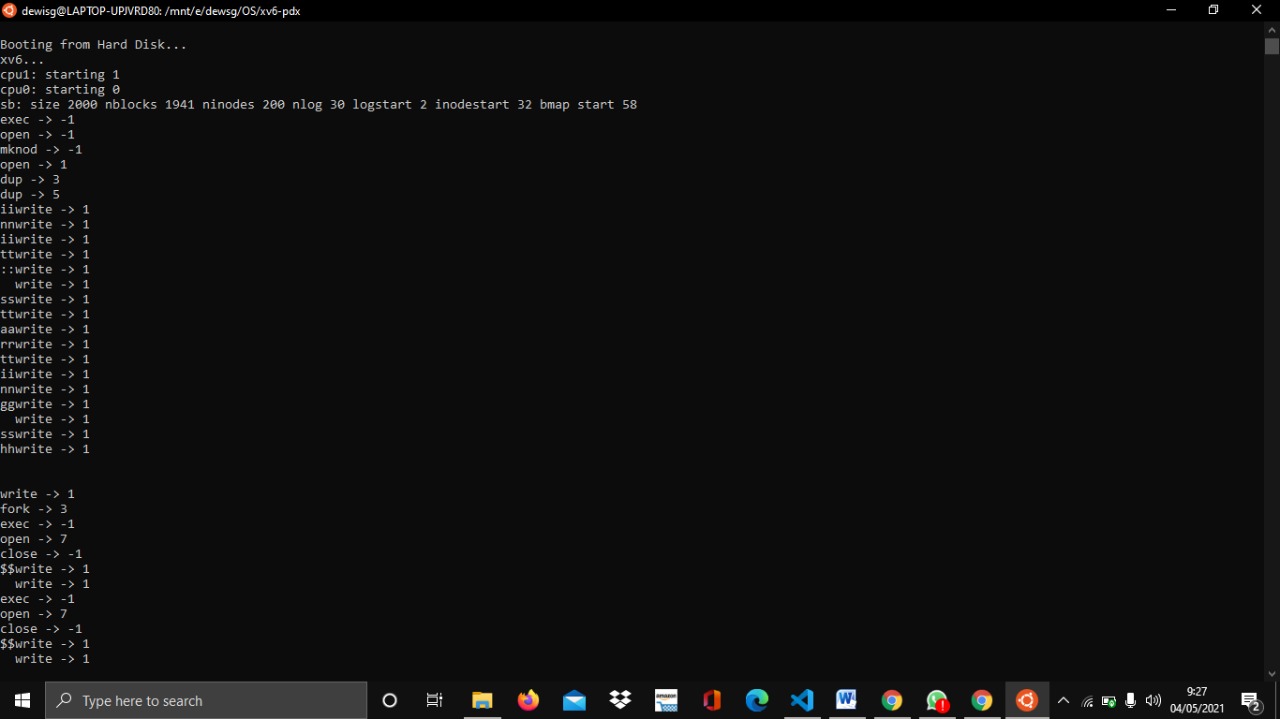 dewisg@LAPTOP-UPJVRD80: /mnt/e/dewsg/OS/xv6-pdx
Booting from Hard Disk...
xv6...
cpu1: starting 1
cpu0: starting 0
sb: size 2000 nblocks 1941 ninodes 200 nlog 30 logstart 2 inodestart 32 bmap start 58
exec -> -1
open -> -1
mknod -> -1
open -> 1
dup -> 3
dup -> 5
iiwrite -> 1
nnwrite -> 1
iiwrite -> 1
ttwrite -> 1
::write -> 1
  write -> 1
sswrite -> 1
ttwrite -> 1
aawrite -> 1
rrwrite -> 1
ttwrite -> 1
iiwrite -> 1
nnwrite -> 1
ggwrite -> 1
  write -> 1
sswrite -> 1
hhwrite -> 1
write -> 1
fork -> 3
exec -> -1
open -> 7
close -> -1
$$write -> 1
  write -> 1
exec -> -1
open -> 7
close -> -1
$$write -> 1
  write -> 1
Type here to search
9:27
04/05/2021
2